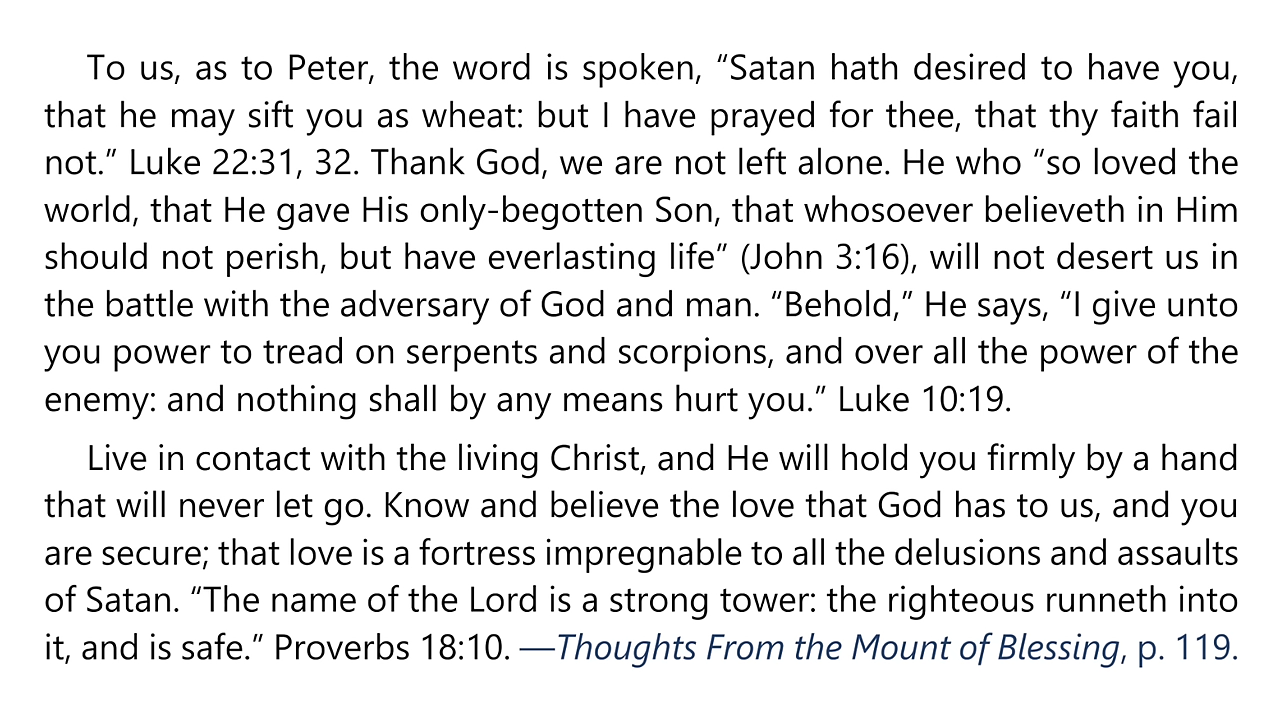 To us, as to Peter, the word is spoken, “Satan hath desired to have you,
that he may sift you as wheat: but I have prayed for thee, that thy faith fail
not.” Luke 22:31, 32. Thank God, we are not left alone. He who “so loved the
world, that He gave His only-begotten Son, that whosoever believeth in Him
should not perish, but have everlasting life” (John 3:16), will not desert us in
the battle with the adversary of God and man. “Behold,” He says, “I give unto
you power to tread on serpents and scorpions, and over all the power of the
enemy: and nothing shall by any means hurt you.” Luke 10:19.
Live in contact with the living Christ, and He will hold you firmly by a hand
that will never let go. Know and believe the love that God has to us, and you
are secure; that love is a fortress impregnable to all the delusions and assaults
of Satan. “The name of the Lord is a strong tower: the righteous runneth into
it, and is safe.” Proverbs 18:10. —Thoughts From the Mount of Blessing, p. 119.